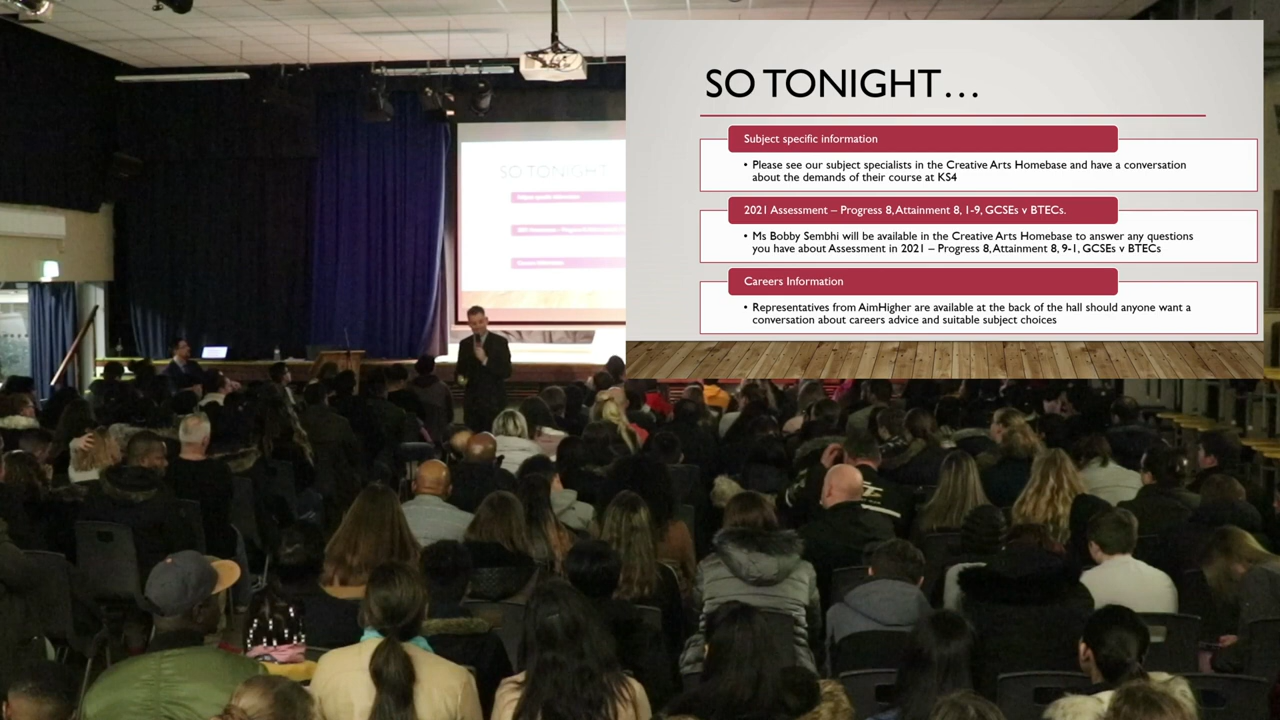 SO TONIGHT…
Subject specific information
• Please see our subject specialists in the Creative Arts Homebase and have a conversation
about the demands of their course at KS4
2021 Assessment – Progress 8, Attainment 8, 1-9, GCSEs v BTECs.
• Ms Bobby Sembhi will be available in the Creative Arts Homebase to answer any questions
you have about Assessment in 2021 – Progress 8, Attainment 8, 9-1, GCSEs v BTECs
Careers Information
• Representatives from AimHigher are available at the back of the hall should anyone want a
conversation about careers advice and suitable subject choices
SO TONIGHT